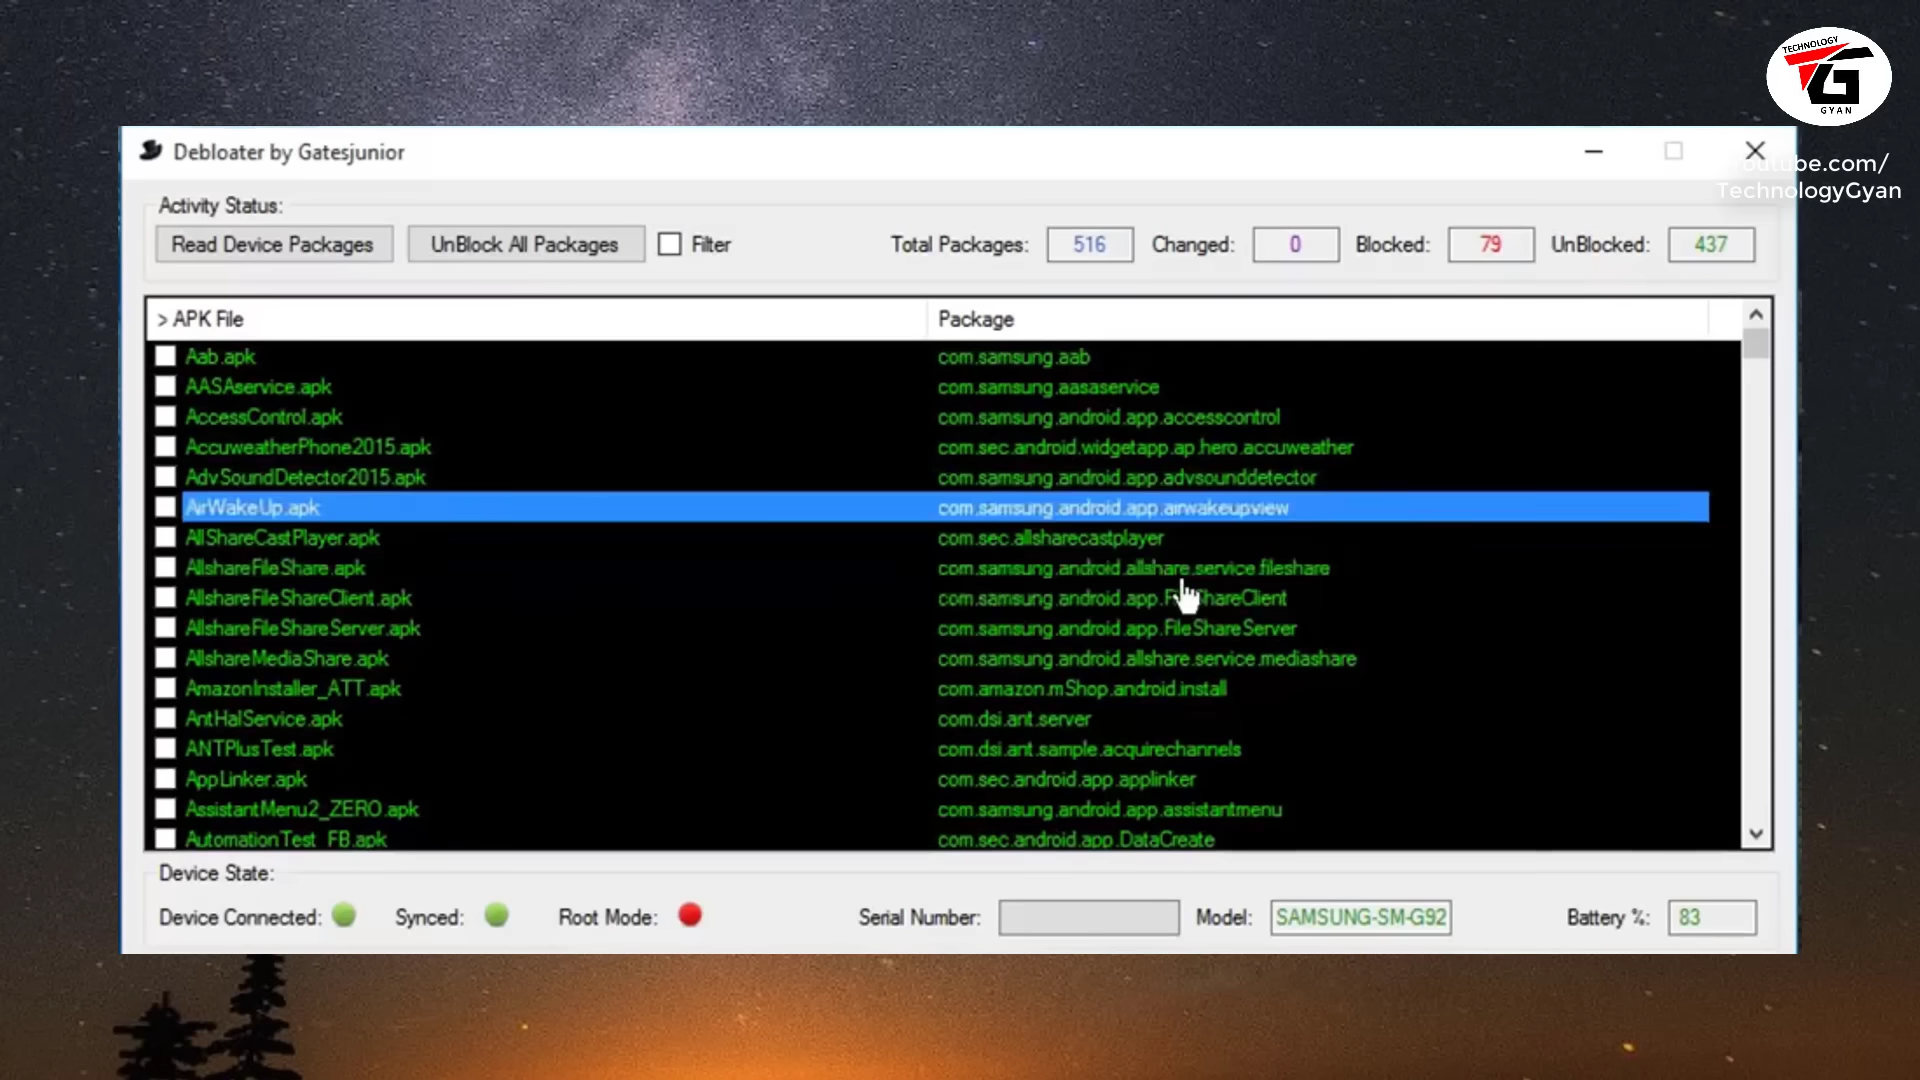 TECHNOLOGY
TG
GYAN
Debloater by Gatesjunior
outube.com/
TechnologyGyan
Activity Status:
Read Device Packages UnBlock All Packages Filter Total Packages: 516 Changed: 0 Blocked: 79 UnBlocked: 437
> APK File Package
Aab.apk com.samsung.aab
AASAservice.apk com.samsung.aasaservice
AccessControl.apk com.samsung.android.app.accesscontrol
AccuweatherPhone2015.apk com.sec.android.widgetapp.ap.hero.accuweather
AdvSoundDetector2015.apk com.samsung.android.app.advsounddetector
AirWakeUp.apk com.samsung.android.app.airwakeupview
AllShareCastPlayer.apk com.sec.allsharecastplayer
AllshareFileShare.apk com.samsung.android.allshare.service.fileshare
AllshareFileShareClient.apk com.samsung.android.app.FileShareClient
AllshareFileShareServer.apk com.samsung.android.app.FileShareServer
AllshareMediaShare.apk com.samsung.android.allshare.service.mediashare
AmazonInstaller_ATT.apk com.amazon.mShop.android.install
AntHalService.apk com.dsi.ant.server
ANTPlusTest.apk com.dsi.ant.sample.acquirechannels
AppLinker.apk com.sec.android.app.applinker
AssistantMenu2_ZERO.apk com.samsung.android.app.assistantmenu
AutomationTest_FB.apk com.sec.android.app.DataCreate
Device State:
Device Connected: Synced: Root Mode: Serial Number: Model: SAMSUNG-SM-G92 Battery %: 83